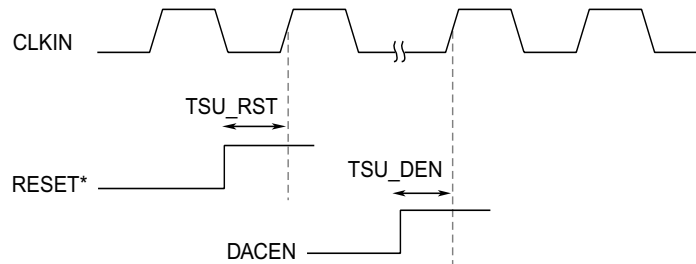 CLKIN
TSU_RST
RESET*
TSU_DEN
DACEN